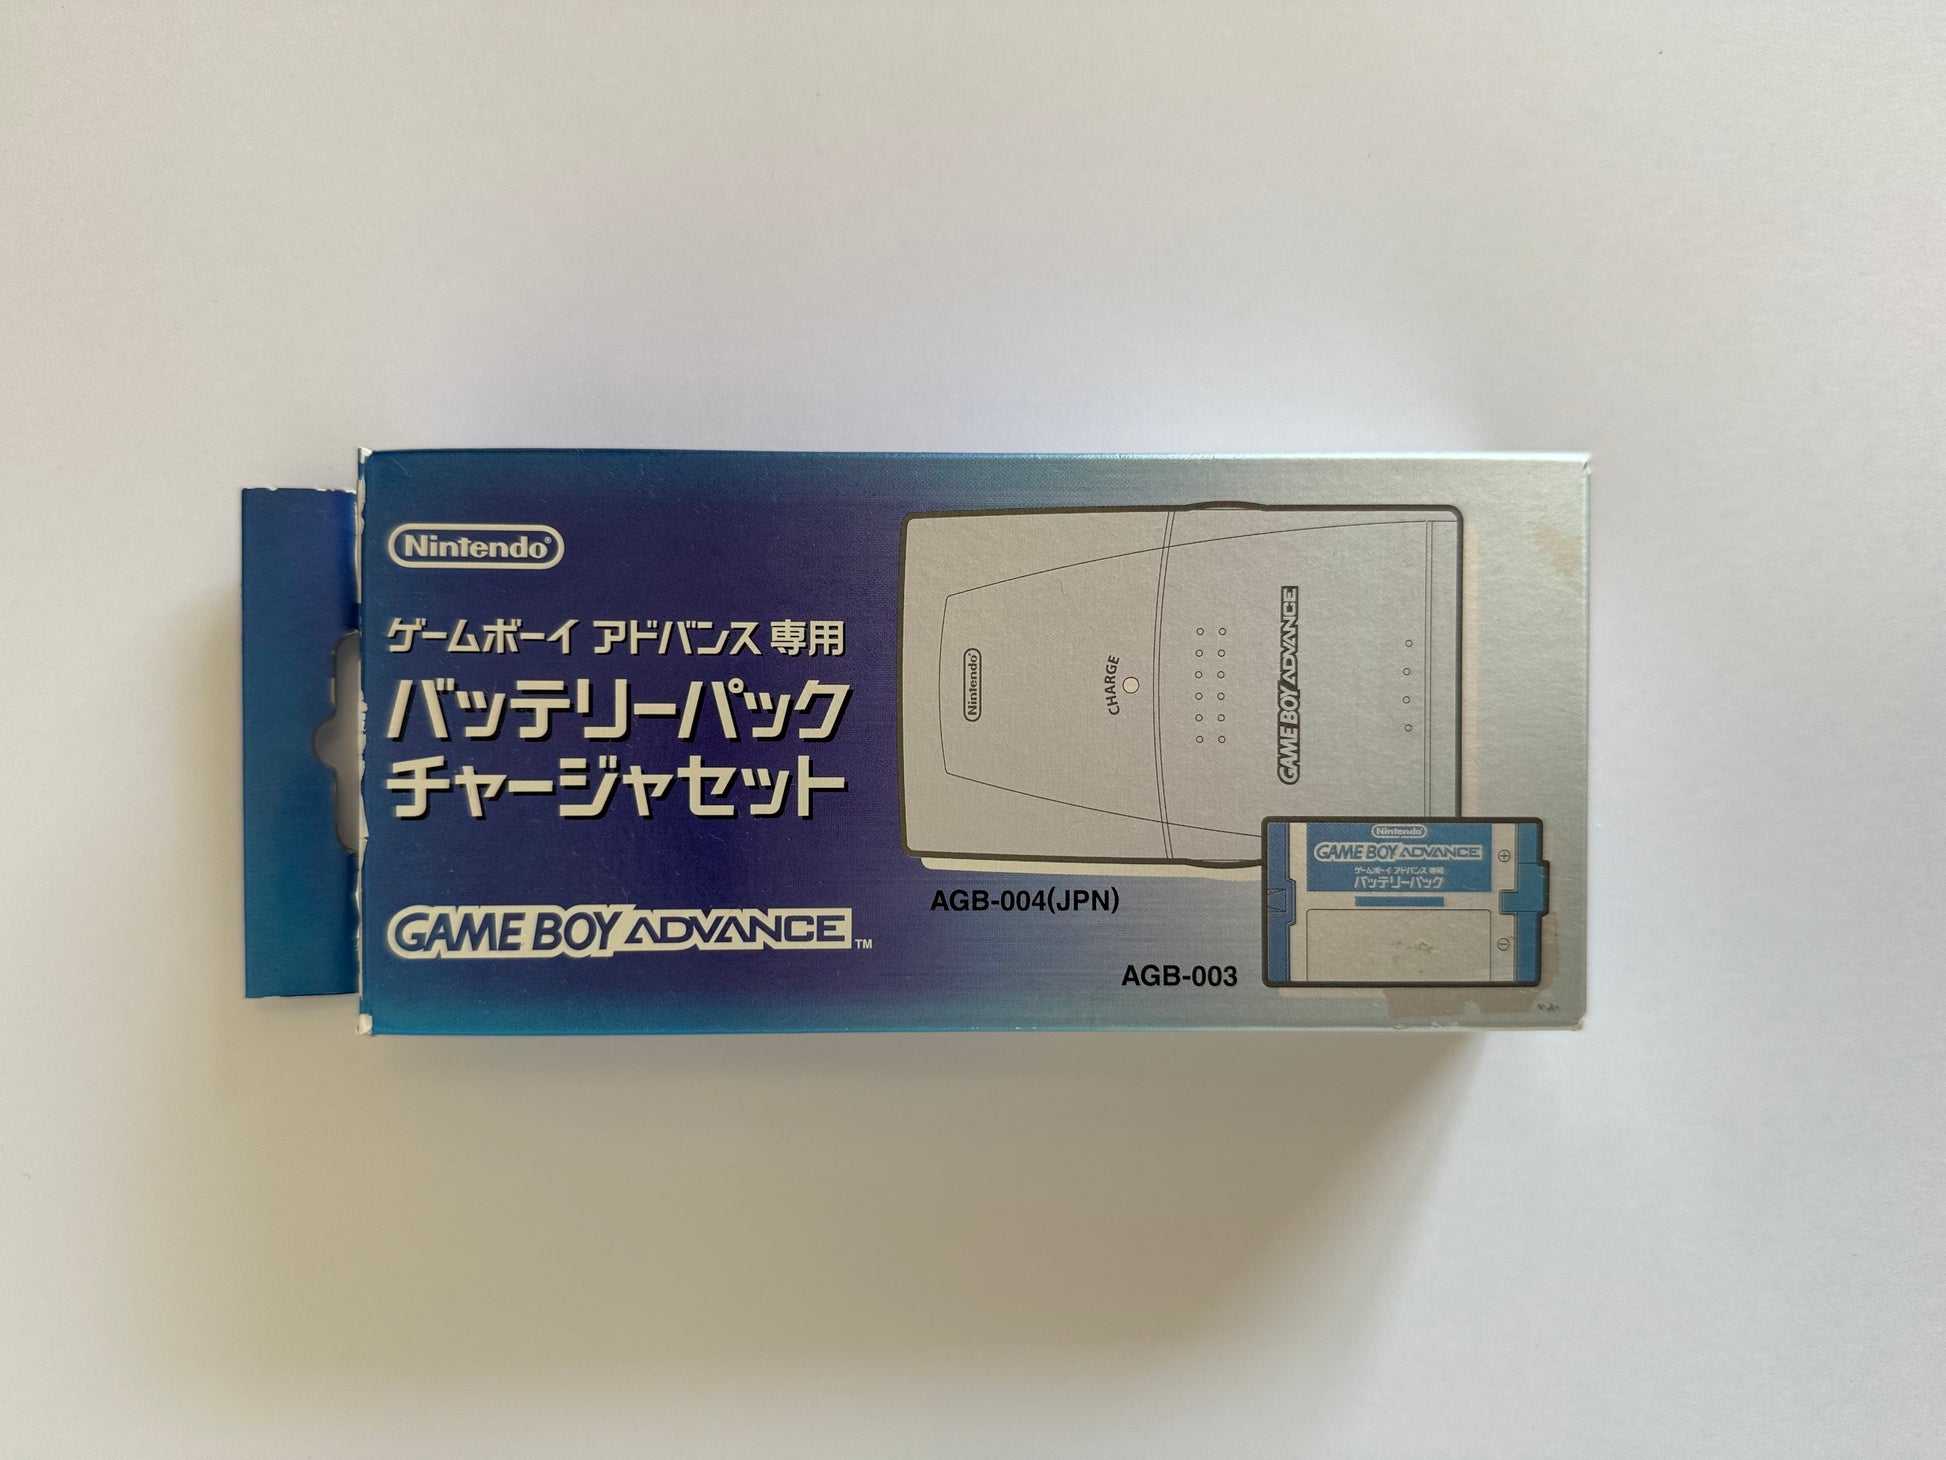 Nintendo®
ゲームボーイ アドバンス 専用
バッテリーパック
チャージャセット
GAME BOY ADVANCE™
Nintendo®
CHARGE
GAME BOY ADVANCE
AGB-004(JPN)
AGB-003
Nintendo
GAME BOY ADVANCE
ゲームボーイ アドバンス 専用
バッテリーパック